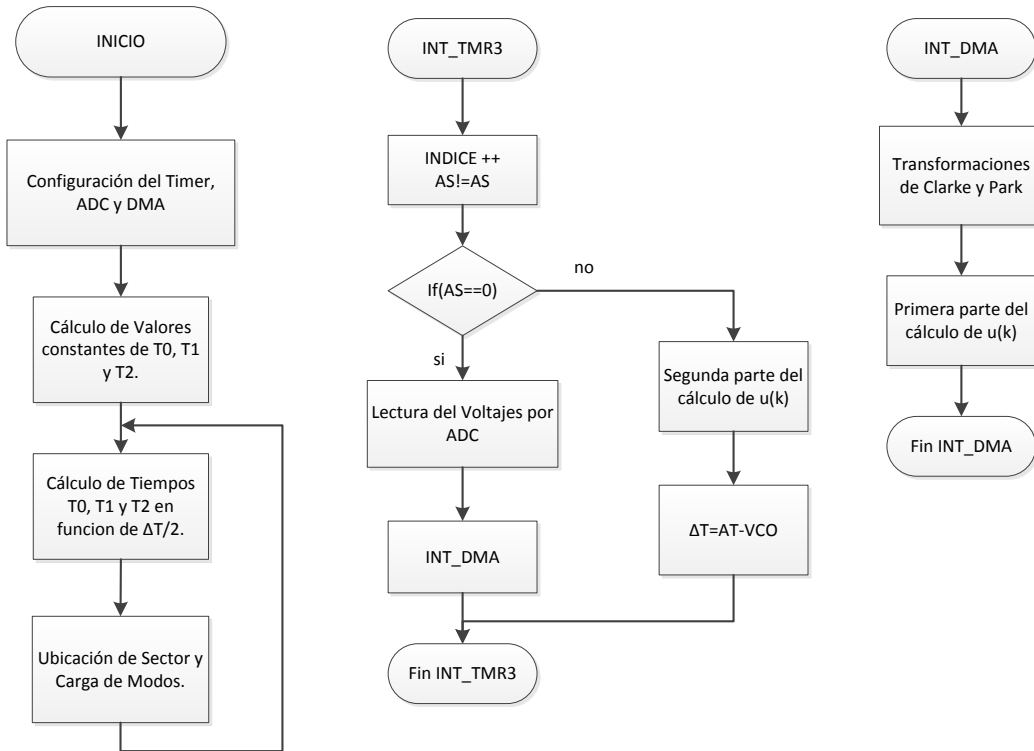 INICIO
Configuración del Timer,
ADC y DMA
Cálculo de Valores
constantes de T0, T1
y T2.
Cálculo de Tiempos
T0, T1 y T2 en
funcion de ΔT/2.
Ubicación de Sector y
Carga de Modos.
INT_TMR3
INDICE ++
AS!=AS
If(AS==0)
no
si
Lectura del Voltajes por
ADC
INT_DMA
Fin INT_TMR3
Segunda parte del
cálculo de u(k)
ΔT=AT-VCO
INT_DMA
Transformaciones
de Clarke y Park
Primera parte del
cálculo de u(k)
Fin INT_DMA